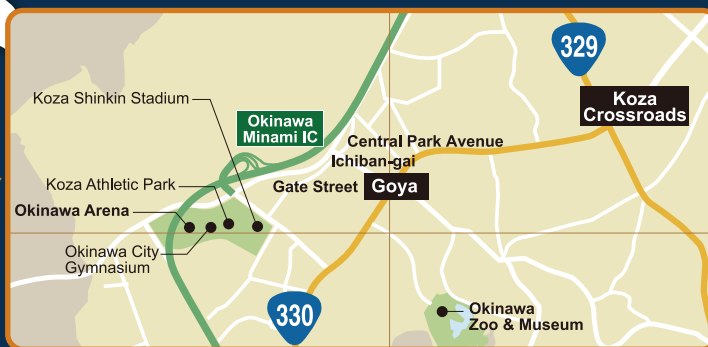 329
Koza Shinkin Stadium
Koza
Crossroads
Okinawa
Minami IC
Central Park Avenue
Ichiban-gai
Koza Athletic Park
Gate Street
Goya
Okinawa Arena
Okinawa City
Gymnasium
330
Okinawa
Zoo & Museum